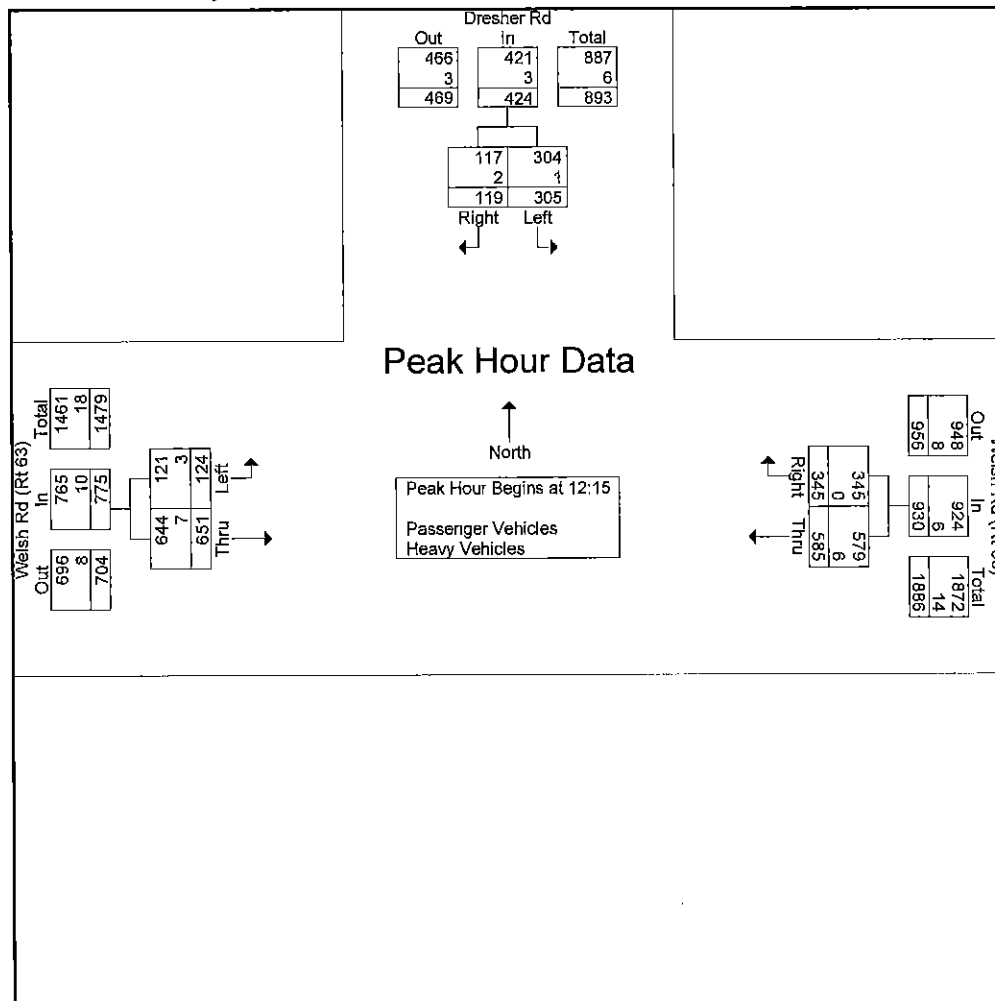 Dresher Rd
Out In Total
466 421 887
3 3 6
469 424 893
117 304
2 1
119 305
Right Left
Peak Hour Data
North
Peak Hour Begins at 12:15
Passenger Vehicles
Heavy Vehicles
Welsh Rd (Rt 63)
Out In Total
696 765 1461
8 10 18
704 775 1479
Left
121
3
124
Thru
644
7
651
Right
345
0
345
Thru
579
6
585
Welsh Rd
Out In Total
948 924 1872
8 6 14
956 930 1886